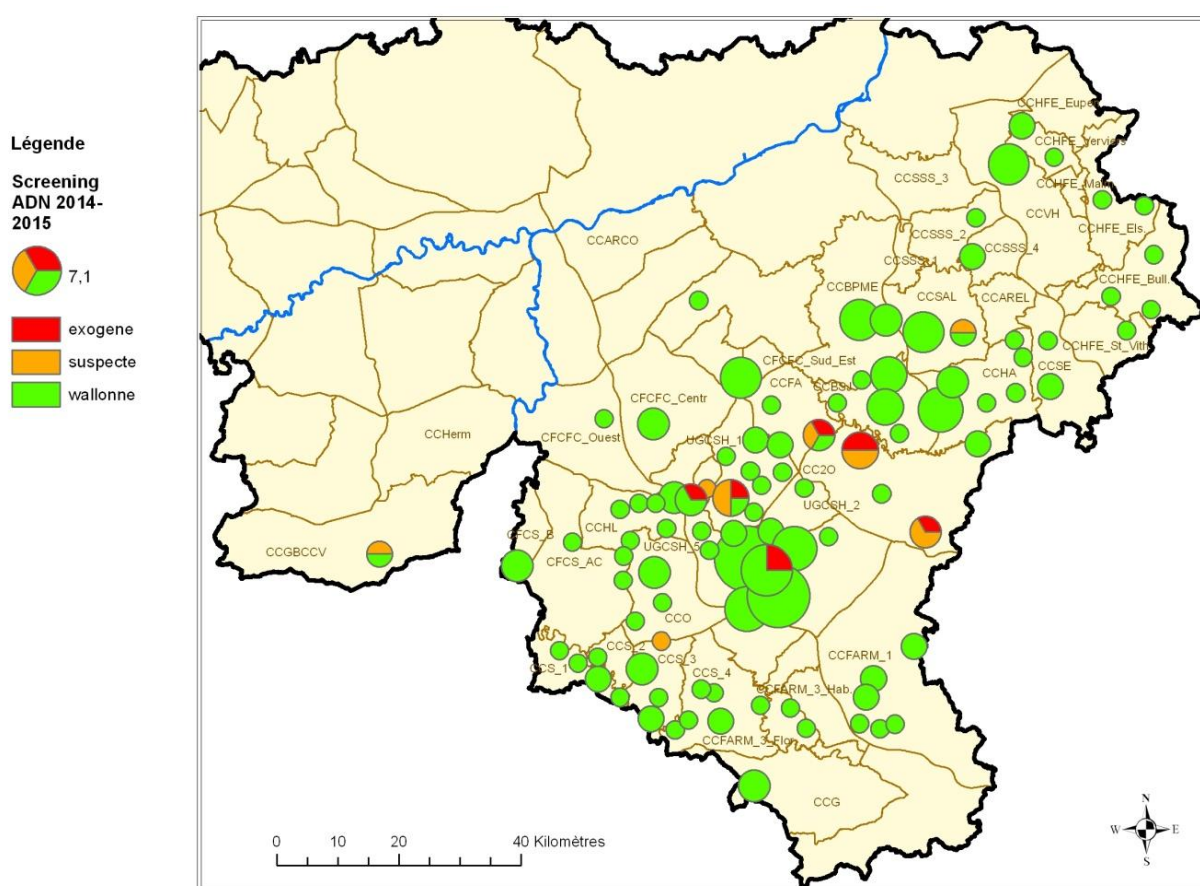 Légende
Screening
ADN 2014-
2015
7,1
exogene
suspecte
wallonne
CCHFE_Eupen
CCHFE_Verviers
CCSSS_3
CCHFE_Malm.
CCVH
CCHFE_Els.
CCSSS_2
CCSSS_4
CCSSS_1
CCARCO
CCBPME
CCSAL
CCAREL
CCHFE_Bull.
CCHFE_St_Vith
CFCFC_Sud_Est
CCFA
CCBSJ
CCHA
CCSE
CFCFC_Centr
CCHerm
CFCFC_Ouest
UGCSH_1
CC2O
UGCSH_2
CFCS_B
CCHL
CCGBCCV
CFCS_AC
UGCSH_5
CCO
CCS_2
CCS_3
CCS_1
CCS_4
CCFARM_1
CCFARM_3_Hab.
CCFARM_3_Flor.
CCG
0 10 20 40 Kilomètres
N
W E
S